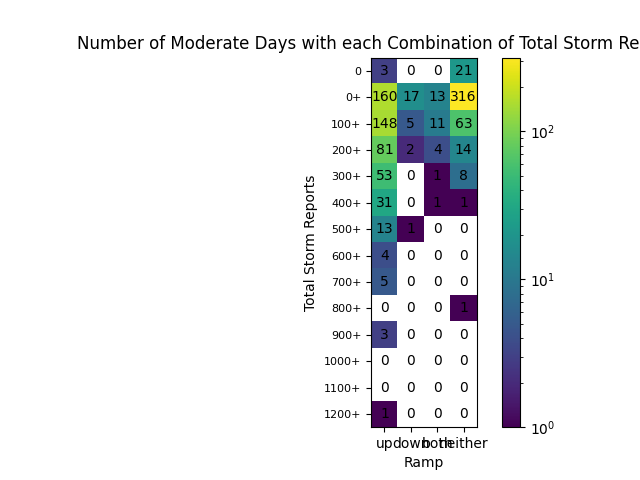 Number of Moderate Days with each Combination of Total Storm Re
0 3 0 0 21
0+ 160 17 13 316
100+ 148 5 11 63
200+ 81 2 4 14
300+ 53 0 1 8
400+ 31 0 1 1
500+ 13 1 0 0
600+ 4 0 0 0
700+ 5 0 0 0
800+ 0 0 0 1
900+ 3 0 0 0
1000+ 0 0 0 0
1100+ 0 0 0 0
1200+ 1 0 0 0
Total Storm Reports
up down both neither
Ramp
10²
10¹
10⁰